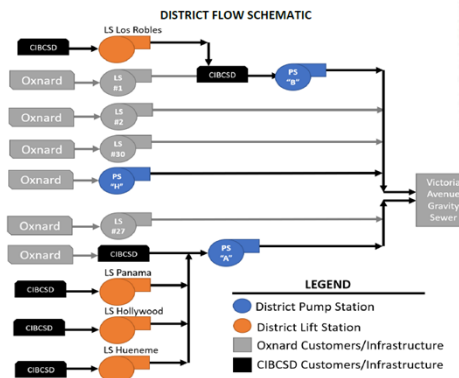 DISTRICT FLOW SCHEMATIC
LS Los Robles
CIBCSD
Oxnard
LS
#1
CIBCSD
PS
"B"
Oxnard
LS
#2
Oxnard
LS
#30
Oxnard
PS
"H"
Victoria
Avenue
Gravity
Sewer
Oxnard
LS
#27
Oxnard
CIBCSD
PS
"A"
LS Panama
CIBCSD
LS Hollywood
CIBCSD
LS Hueneme
CIBCSD
LEGEND
District Pump Station
District Lift Station
Oxnard Customers/Infrastructure
CIBCSD Customers/Infrastructure